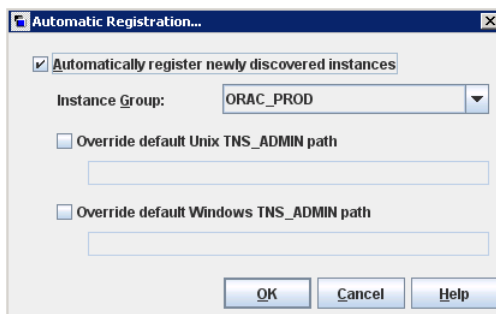 Automatic Registration...
Automatically register newly discovered instances
Instance Group: ORAC_PROD
Override default Unix TNS_ADMIN path
Override default Windows TNS_ADMIN path
OK Cancel Help